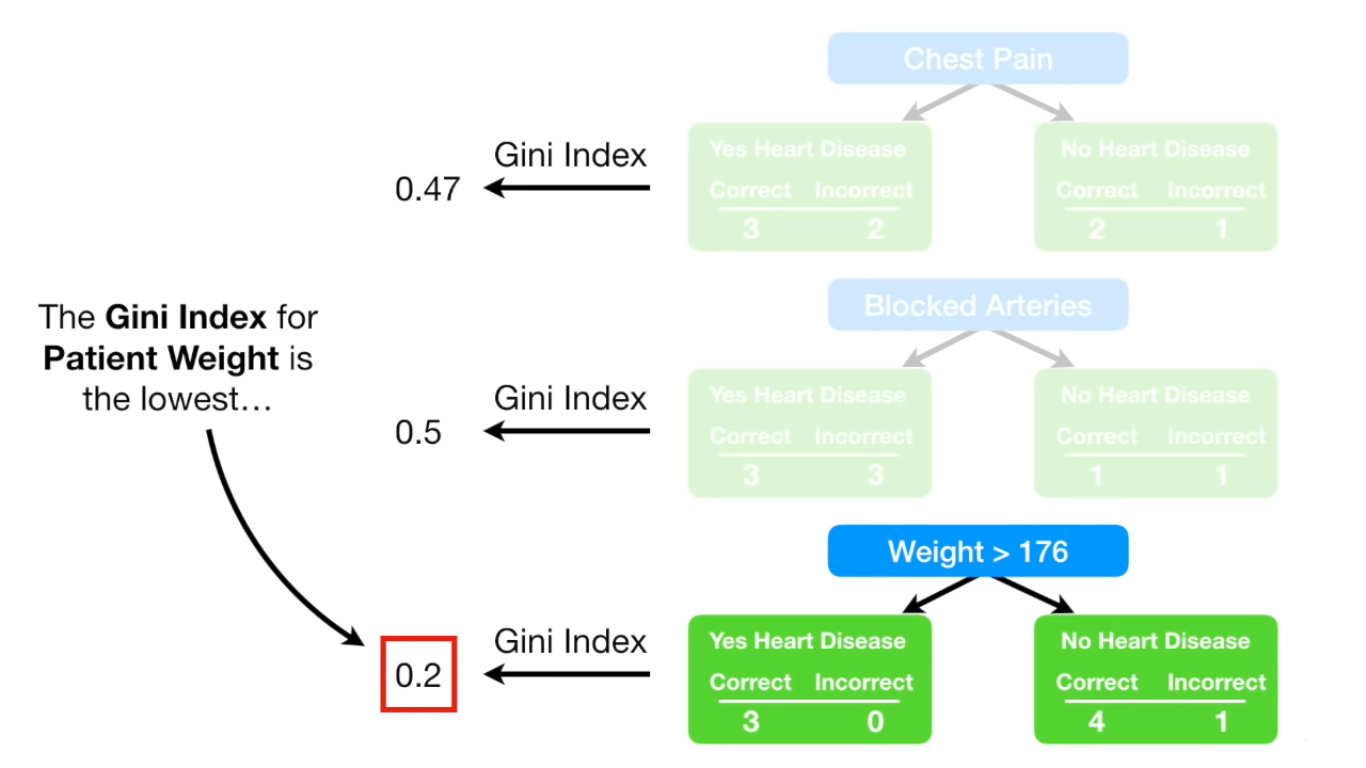 Chest Pain
Gini Index
0.47
Yes Heart Disease
Correct Incorrect
3 2
No Heart Disease
Correct Incorrect
2 1
The Gini Index for
Patient Weight is
the lowest…
Blocked Arteries
Gini Index
0.5
Yes Heart Disease
Correct Incorrect
3 3
No Heart Disease
Correct Incorrect
1 1
Weight > 176
Gini Index
0.2
Yes Heart Disease
Correct Incorrect
3 0
No Heart Disease
Correct Incorrect
4 1